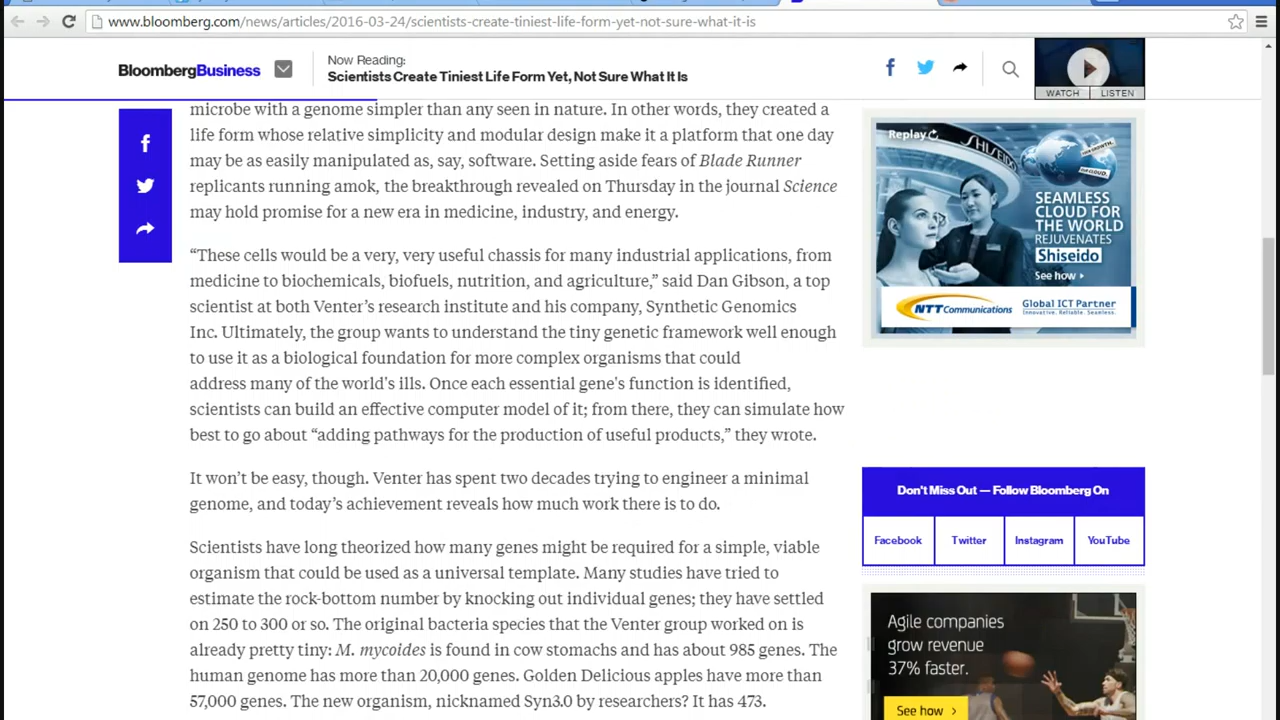 www.bloomberg.com/news/articles/2016-03-24/scientists-create-tiniest-life-form-yet-not-sure-what-it-is
BloombergBusiness
Now Reading:
Scientists Create Tiniest Life Form Yet, Not Sure What It Is
WATCH
LISTEN
microbe with a genome simpler than any seen in nature. In other words, they created a
life form whose relative simplicity and modular design make it a platform that one day
may be as easily manipulated as, say, software. Setting aside fears of Blade Runner
replicants running amok, the breakthrough revealed on Thursday in the journal Science
may hold promise for a new era in medicine, industry, and energy.
“These cells would be a very, very useful chassis for many industrial applications, from
medicine to biochemicals, biofuels, nutrition, and agriculture,” said Dan Gibson, a top
scientist at both Venter’s research institute and his company, Synthetic Genomics
Inc. Ultimately, the group wants to understand the tiny genetic framework well enough
to use it as a biological foundation for more complex organisms that could
address many of the world's ills. Once each essential gene's function is identified,
scientists can build an effective computer model of it; from there, they can simulate how
best to go about “adding pathways for the production of useful products,” they wrote.
It won’t be easy, though. Venter has spent two decades trying to engineer a minimal
genome, and today’s achievement reveals how much work there is to do.
Scientists have long theorized how many genes might be required for a simple, viable
organism that could be used as a universal template. Many studies have tried to
estimate the rock-bottom number by knocking out individual genes; they have settled
on 250 to 300 or so. The original bacteria species that the Venter group worked on is
already pretty tiny: M. mycoides is found in cow stomachs and has about 985 genes. The
human genome has more than 20,000 genes. Golden Delicious apples have more than
57,000 genes. The new organism, nicknamed Syn3.0 by researchers? It has 473.
Replay
SHISEIDO
SEAMLESS
CLOUD FOR
THE WORLD
REJUVENATES
Shiseido
See how
NTT Communications
Global ICT Partner
Innovative. Reliable. Seamless.
Don't Miss Out — Follow Bloomberg On
Facebook
Twitter
Instagram
YouTube
Agile companies
grow revenue
37% faster.
See how